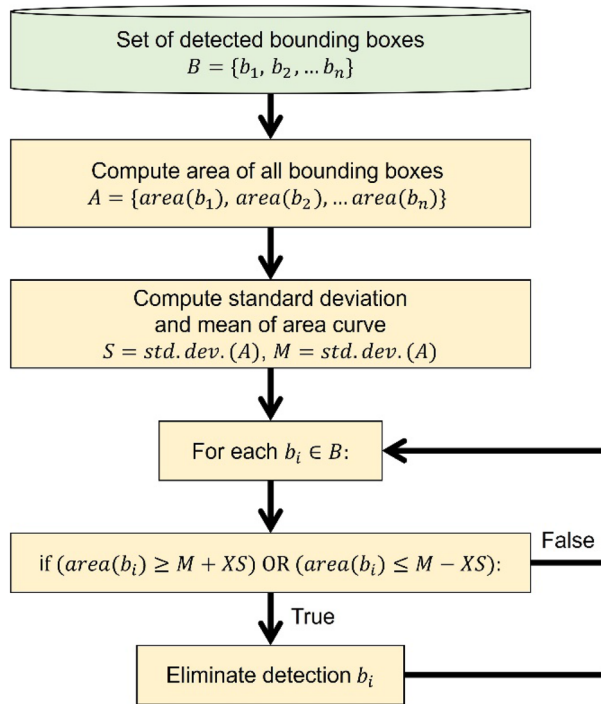 Set of detected bounding boxes
B = {b₁, b₂, … bₙ}
Compute area of all bounding boxes
A = {area(b₁), area(b₂), … area(bₙ)}
Compute standard deviation
and mean of area curve
S = std. dev. (A), M = std. dev. (A)
For each bᵢ ∈ B:
if (area(bᵢ) ≥ M + XS) OR (area(bᵢ) ≤ M − XS):
False
True
Eliminate detection bᵢ